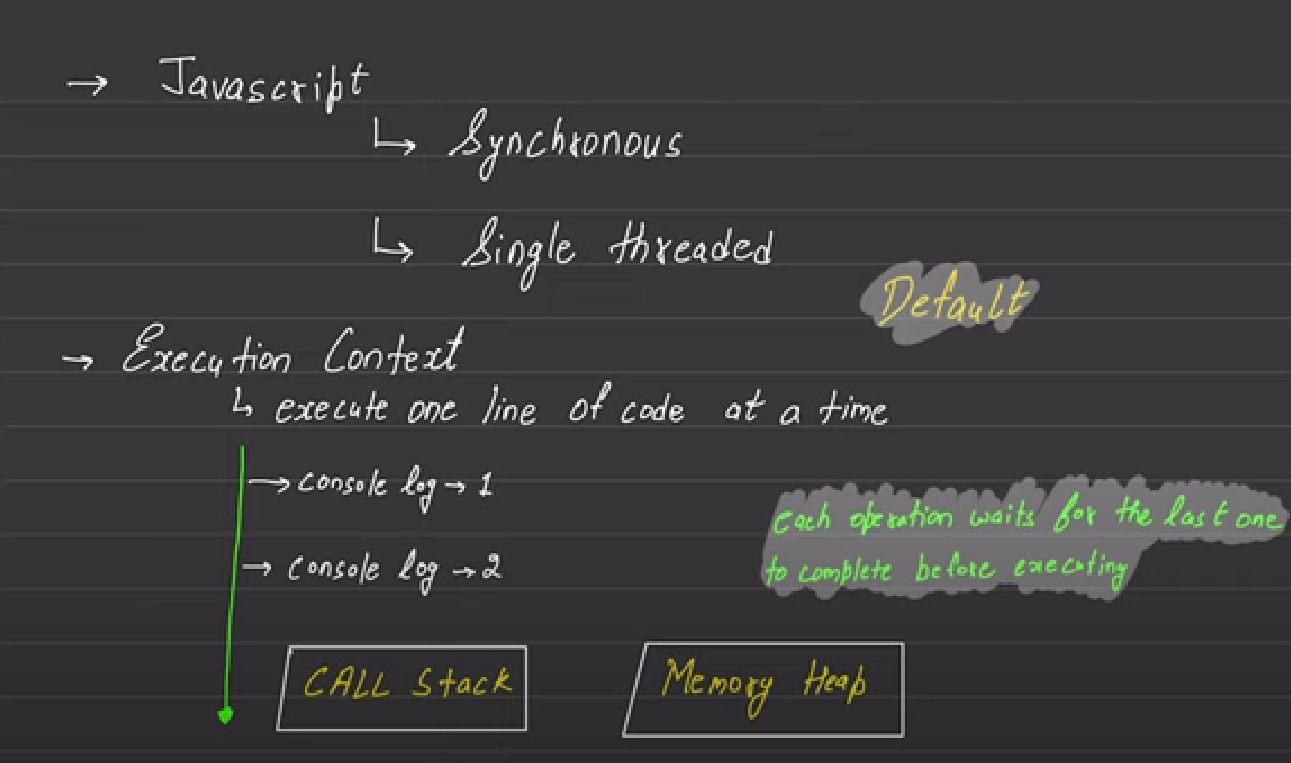 → Javascript
↳ Synchronous
↳ Single threaded
Default
→ Execution Context
↳ execute one line of code at a time
→ console log → 1
→ console log → 2
each operation waits for the last one
to complete before executing
CALL Stack
Memory Heap